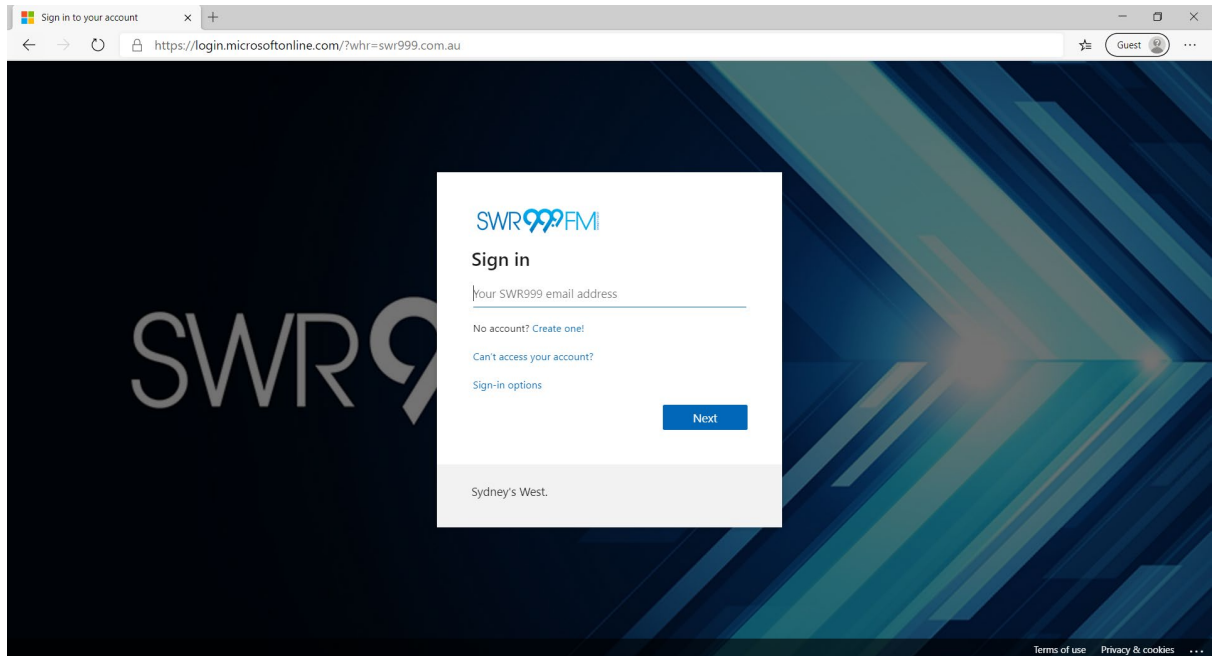 Sign in to your account
https://login.microsoftonline.com/?whr=swr999.com.au
Guest
SWR99.9FM
Sign in
Your SWR999 email address
No account? Create one!
Can't access your account?
Sign-in options
Next
SWR9
Sydney's West.
Terms of use Privacy & cookies ...